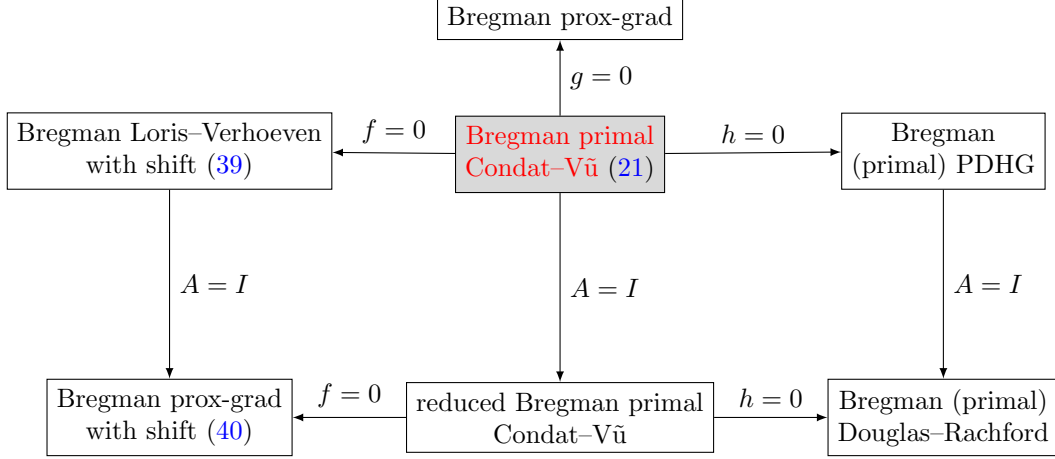 Bregman prox-grad
g = 0
Bregman Loris–Verhoeven
with shift (39)
f = 0
Bregman primal
Condat–Vũ (21)
h = 0
Bregman
(primal) PDHG
A = I
A = I
A = I
Bregman prox-grad
with shift (40)
f = 0
reduced Bregman primal
Condat–Vũ
h = 0
Bregman (primal)
Douglas–Rachford